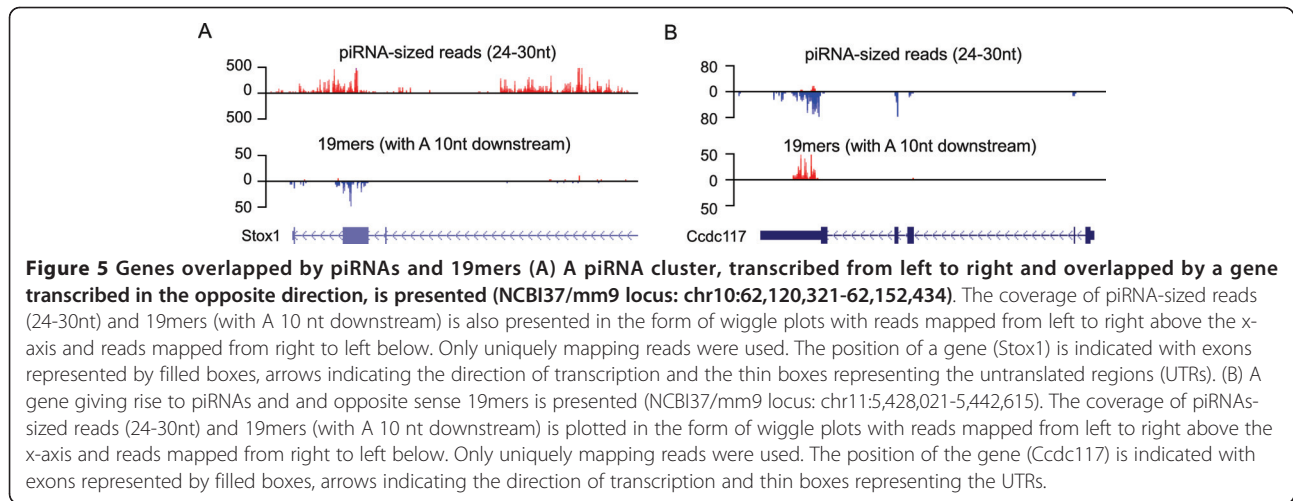 A
B
piRNA-sized reads (24-30nt)
piRNA-sized reads (24-30nt)
500
0
500
80
0
80
19mers (with A 10nt downstream)
19mers (with A 10nt downstream)
50
0
50
50
0
50
Stox1
Ccdc117
Figure 5 Genes overlapped by piRNAs and 19mers (A) A piRNA cluster, transcribed from left to right and overlapped by a gene
transcribed in the opposite direction, is presented (NCBI37/mm9 locus: chr10:62,120,321-62,152,434). The coverage of piRNA-sized reads
(24-30nt) and 19mers (with A 10 nt downstream) is also presented in the form of wiggle plots with reads mapped from left to right above the x-
axis and reads mapped from right to left below. Only uniquely mapping reads were used. The position of a gene (Stox1) is indicated with exons
represented by filled boxes, arrows indicating the direction of transcription and the thin boxes representing the untranslated regions (UTRs). (B) A
gene giving rise to piRNAs and and opposite sense 19mers is presented (NCBI37/mm9 locus: chr11:5,428,021-5,442,615). The coverage of piRNAs-
sized reads (24-30nt) and 19mers (with A 10 nt downstream) is plotted in the form of wiggle plots with reads mapped from left to right above the
x-axis and reads mapped from right to left below. Only uniquely mapping reads were used. The position of the gene (Ccdc117) is indicated with
exons represented by filled boxes, arrows indicating the direction of transcription and thin boxes representing the UTRs.